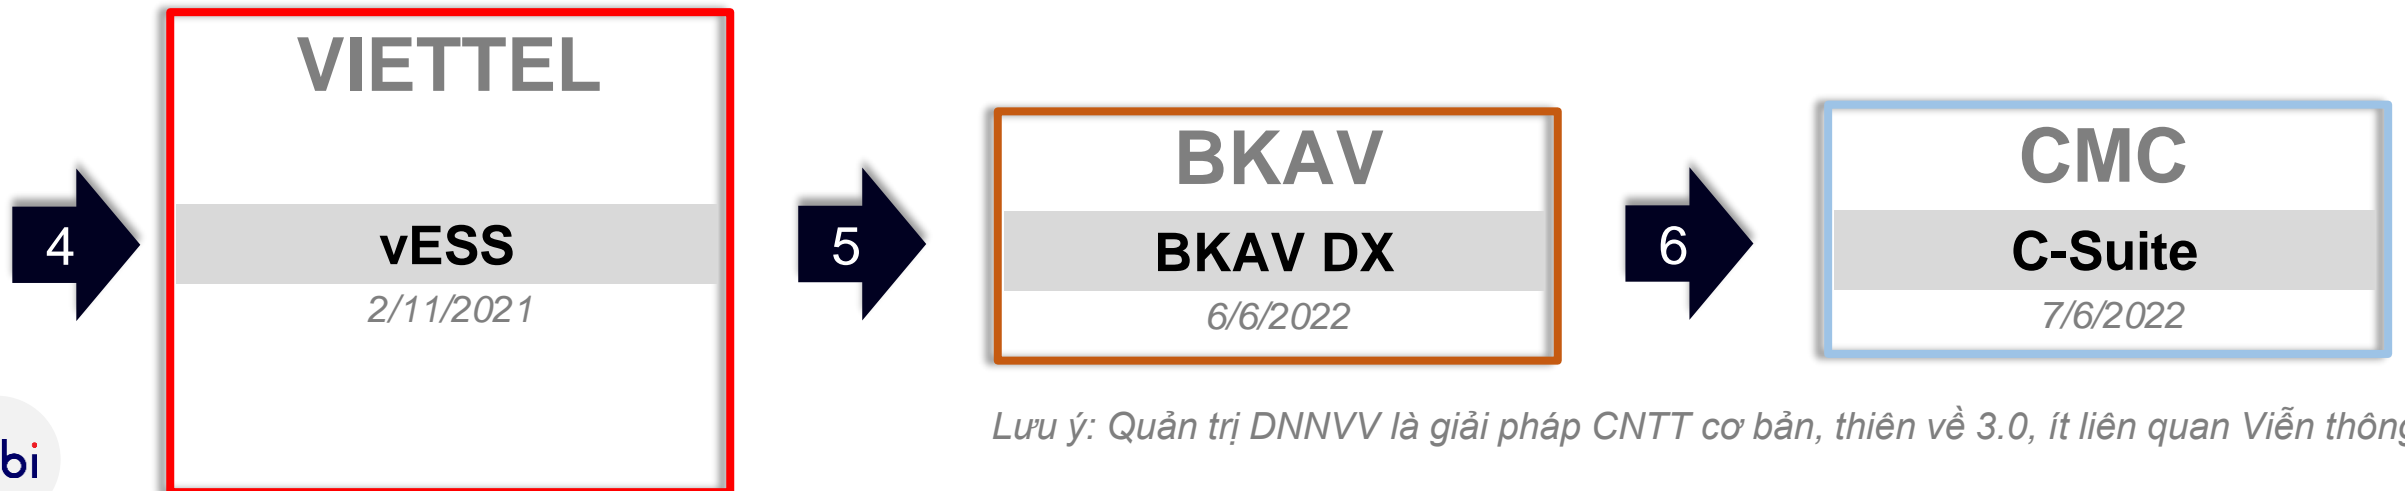 4
VIETTEL
vESS
2/11/2021
5
BKAV
BKAV DX
6/6/2022
6
CMC
C-Suite
7/6/2022
Lưu ý: Quản trị DNNVV là giải pháp CNTT cơ bản, thiên về 3.0, ít liên quan Viễn thông
bi